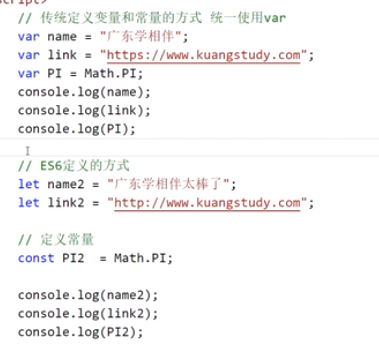 // 传统定义变量和常量的方式 统一使用var
var name = "广东学相伴";
var link = "https://www.kuangstudy.com";
var PI = Math.PI;
console.log(name);
console.log(link);
console.log(PI);
// ES6定义的方式
let name2 = "广东学相伴太棒了";
let link2 = "http://www.kuangstudy.com";
// 定义常量
const PI2  = Math.PI;
console.log(name2);
console.log(link2);
console.log(PI2);